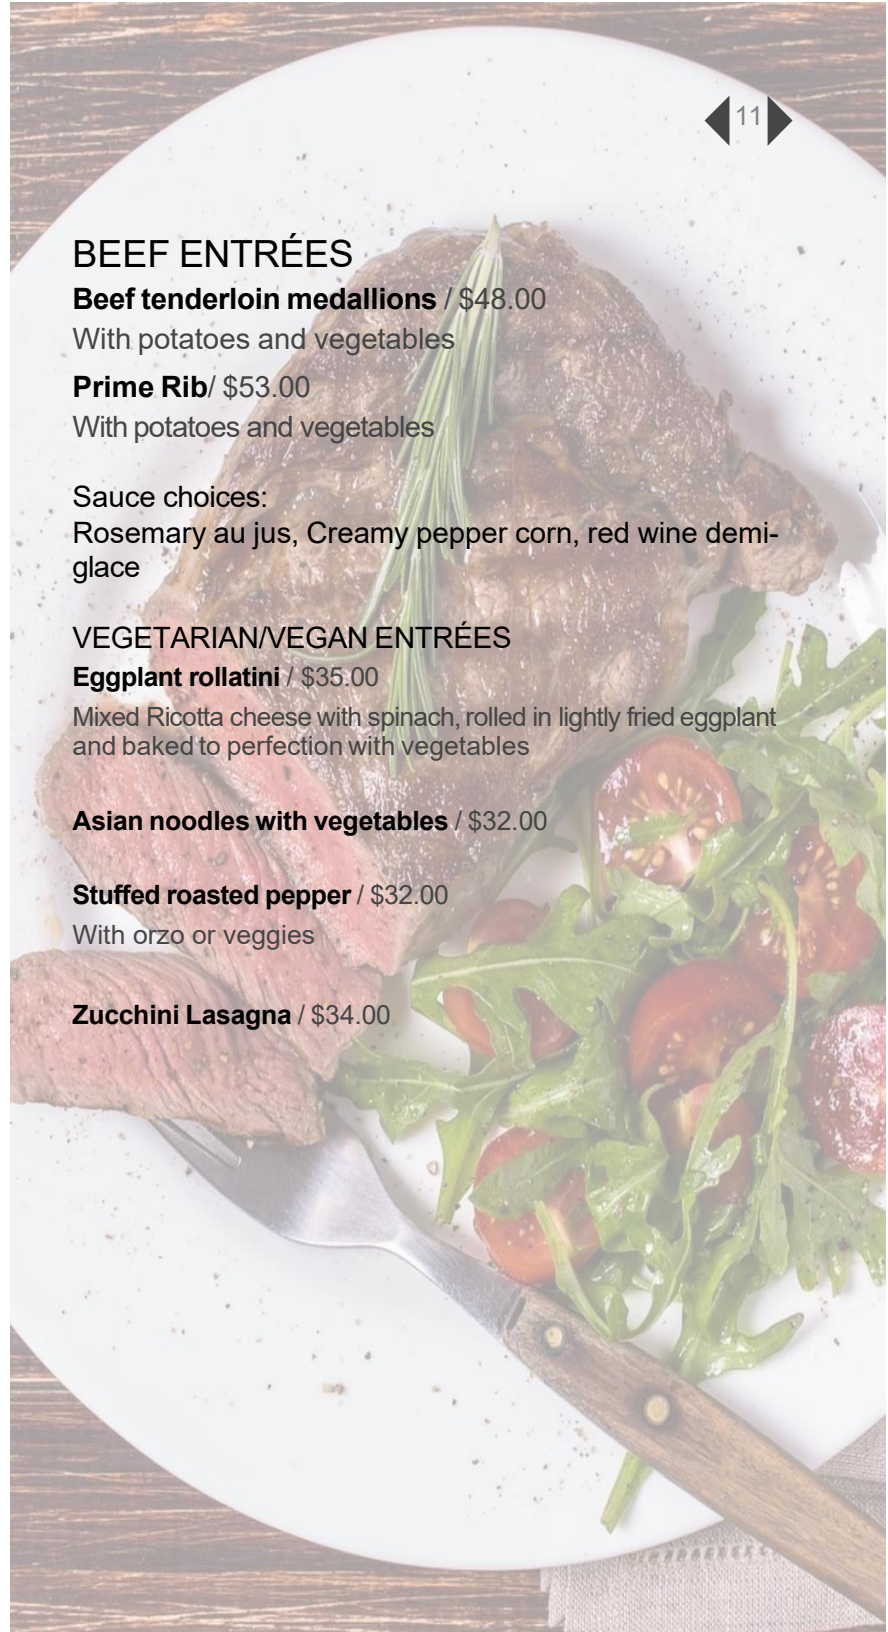 11
BEEF ENTRÉES
Beef tenderloin medallions / $48.00
With potatoes and vegetables
Prime Rib/ $53.00
With potatoes and vegetables
Sauce choices:
Rosemary au jus, Creamy pepper corn, red wine demi-
glace
VEGETARIAN/VEGAN ENTRÉES
Eggplant rollatini / $35.00
Mixed Ricotta cheese with spinach, rolled in lightly fried eggplant
and baked to perfection with vegetables
Asian noodles with vegetables / $32.00
Stuffed roasted pepper / $32.00
With orzo or veggies
Zucchini Lasagna / $34.00